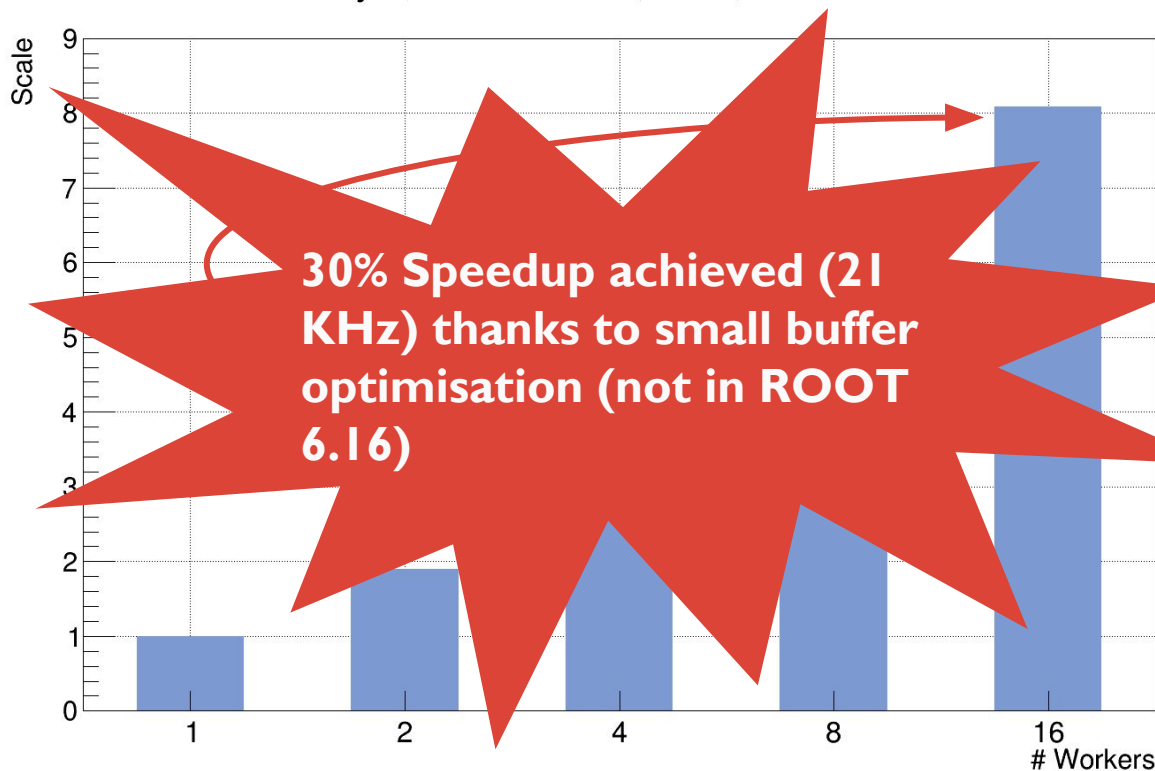 9
Scale
8
7
6
5
4
3
2
1
0
30% Speedup achieved (21
KHz) thanks to small buffer
optimisation (not in ROOT
6.16)
1 2 4 8 16
# Workers